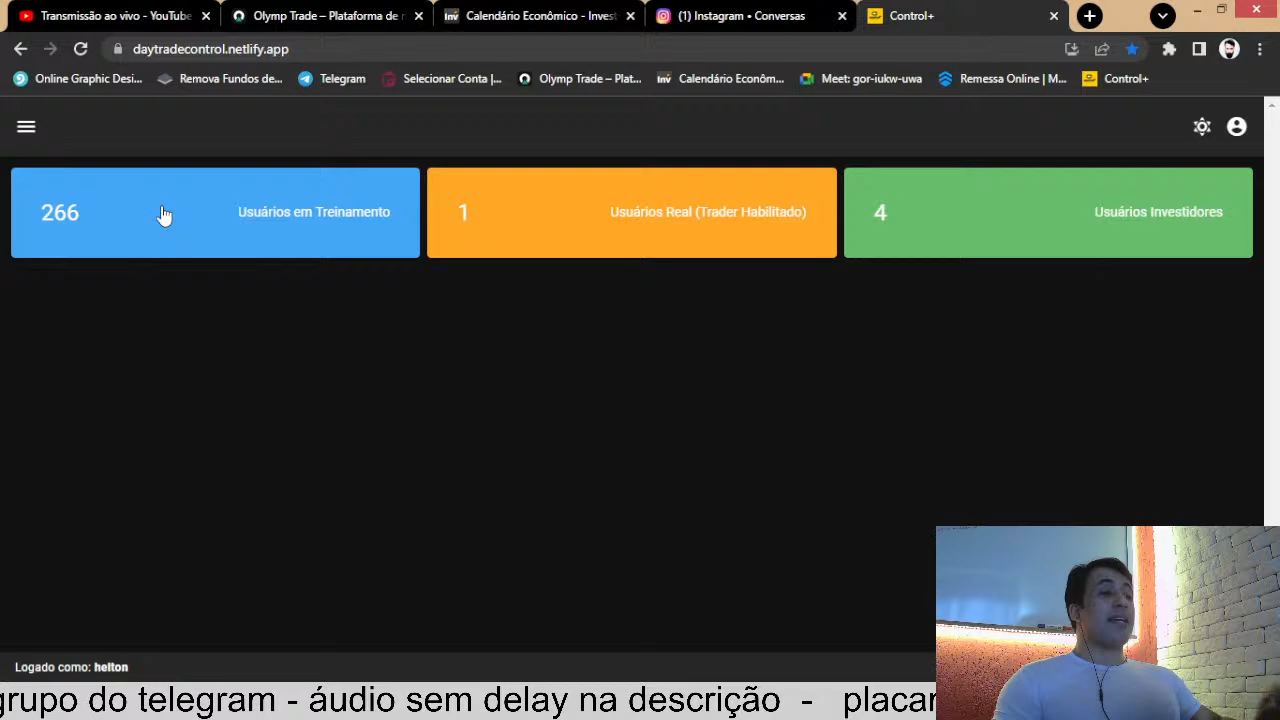 Transmissão ao vivo - YouTube
Olymp Trade – Plataforma de
Calendário Econômico - Invest
(1) Instagram • Conversas
Control+
daytradecontrol.netlify.app
Online Graphic Desi...
Remova Fundos de...
Telegram
Selecionar Conta |...
Olymp Trade – Plat...
Inv
Calendário Econôm...
Meet: gor-iukw-uwa
Remessa Online | M...
Control+
266
Usuários em Treinamento
1
Usuários Real (Trader Habilitado)
4
Usuários Investidores
Logado como: helton
grupo do telegram - áudio sem delay na descrição - placar